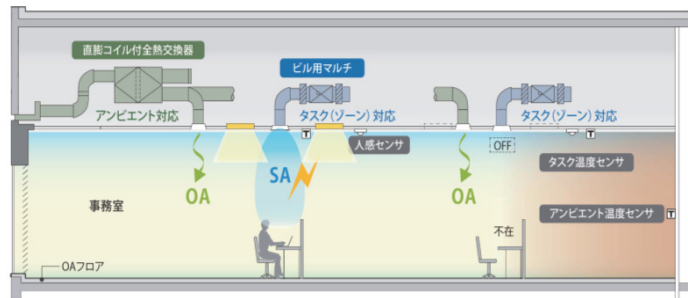 直膨コイル付全熱交換器
ビル用マルチ
アンビエント対応
タスク(ゾーン)対応
タスク(ゾーン)対応
T
人感センサ
OFF
T
タスク温度センサ
SA
OA
OA
事務室
アンビエント温度センサ
T
不在
OAフロア